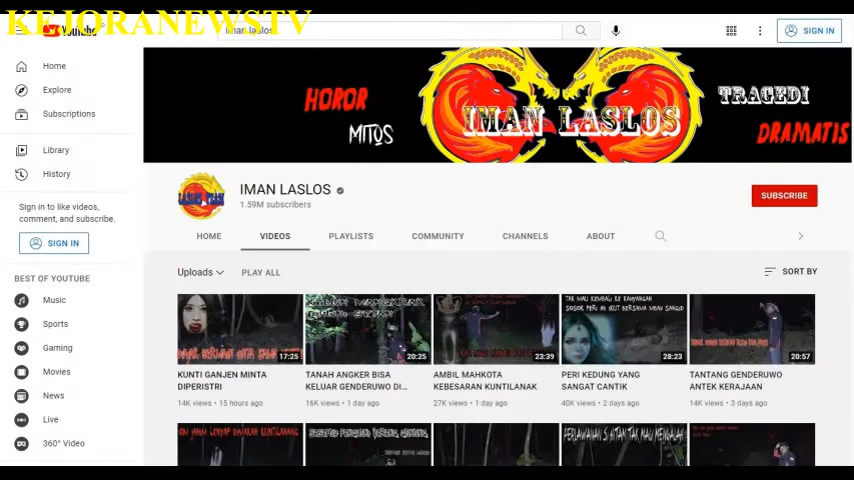 KEJORANEWSTV
YouTube
iman laslos
SIGN IN
Home
Explore
Subscriptions
Library
History
Sign in to like videos,
comment, and subscribe.
SIGN IN
BEST OF YOUTUBE
Music
Sports
Gaming
Movies
News
Live
360° Video
HOROR
MITOS
IMAN LASLOS
TRAGEDI
DRAMATIS
IMAN LASLOS
1.59M subscribers
SUBSCRIBE
HOME
VIDEOS
PLAYLISTS
COMMUNITY
CHANNELS
ABOUT
Uploads
PLAY ALL
SORT BY
17:25
KUNTI GANJEN MINTA
DIPERISTRI
14K views • 15 hours ago
20:25
TANAH ANGKER BISA
KELUAR GENDERUWO DI...
16K views • 1 day ago
23:39
AMBIL MAHKOTA
KEBESARAN KUNTILANAK
27K views • 1 day ago
28:23
PERI KEDUNG YANG
SANGAT CANTIK
40K views • 2 days ago
20:57
TANTANG GENDERUWO
ANTEK KERAJAAN
14K views • 3 days ago